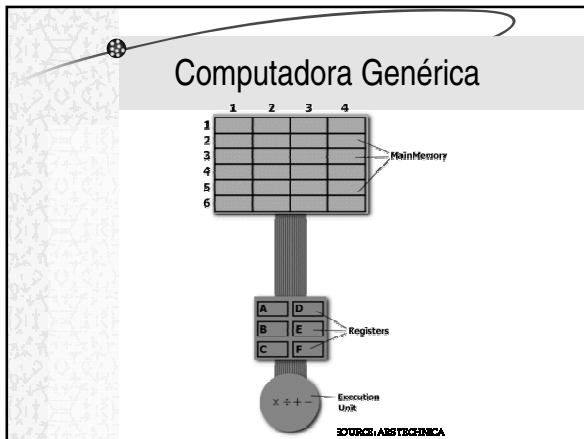 Computadora Genérica
1 2 3 4
1
2
3
4
5
6
MainMemory
A D
B E
C F
Registers
x ÷ + −
Execution
Unit
SOURCE: ARSTECHNICA